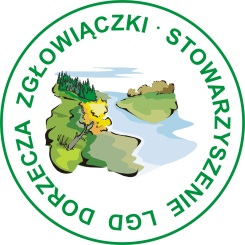 STOWARZYSZENIE LGD DORZECZA ZGŁOWIĄCZKI ·